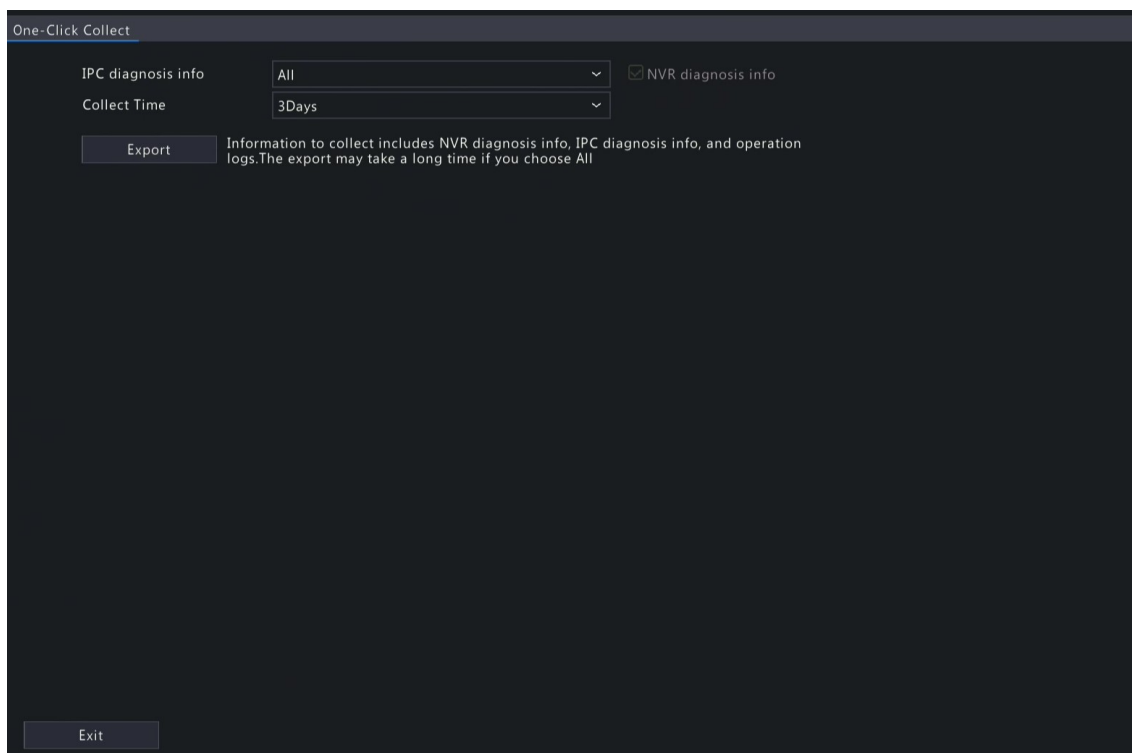 One-Click Collect
IPC diagnosis info All NVR diagnosis info
Collect Time 3Days
Export Information to collect includes NVR diagnosis info, IPC diagnosis info, and operation
logs.The export may take a long time if you choose All
Exit